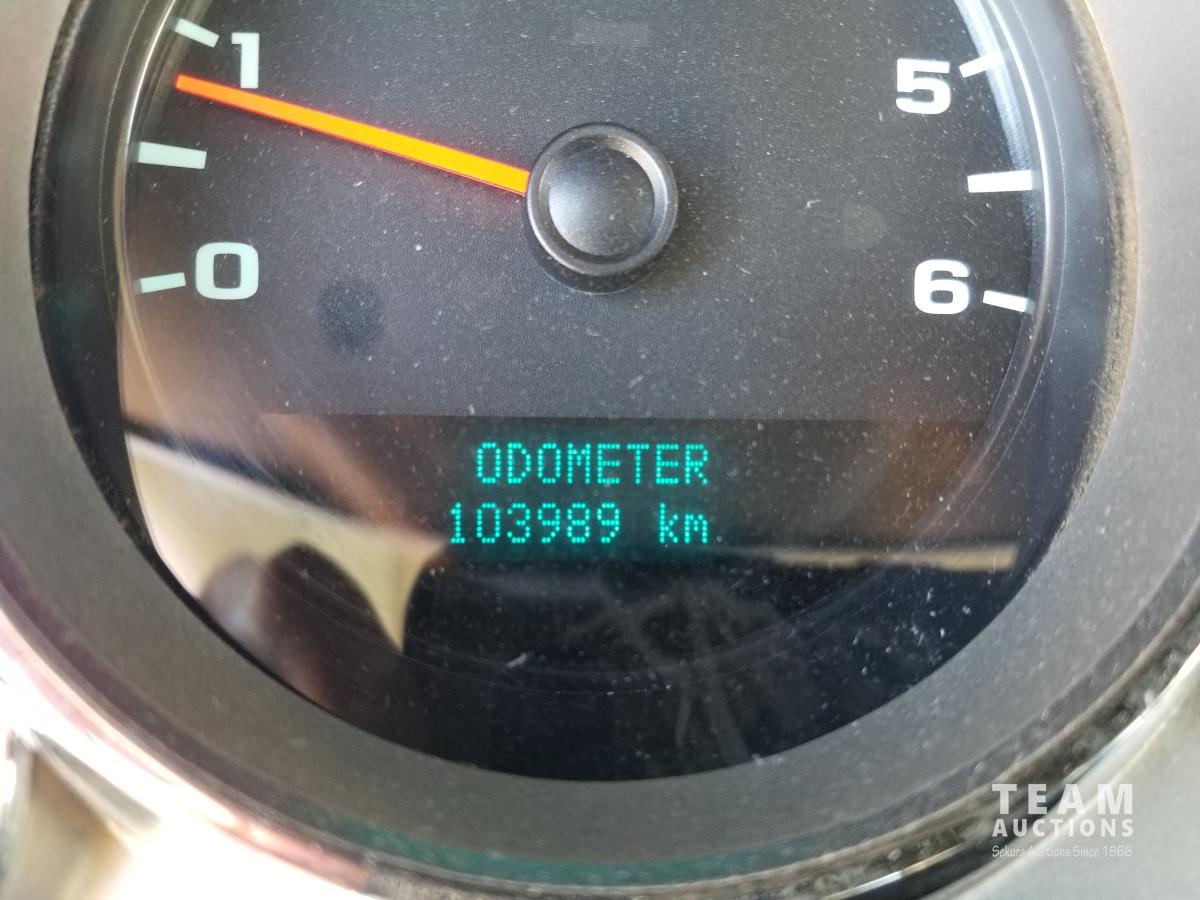 1
5
0
6
ODOMETER
103989 km
TEAM
AUCTIONS
Sekura Auctions Since 1966